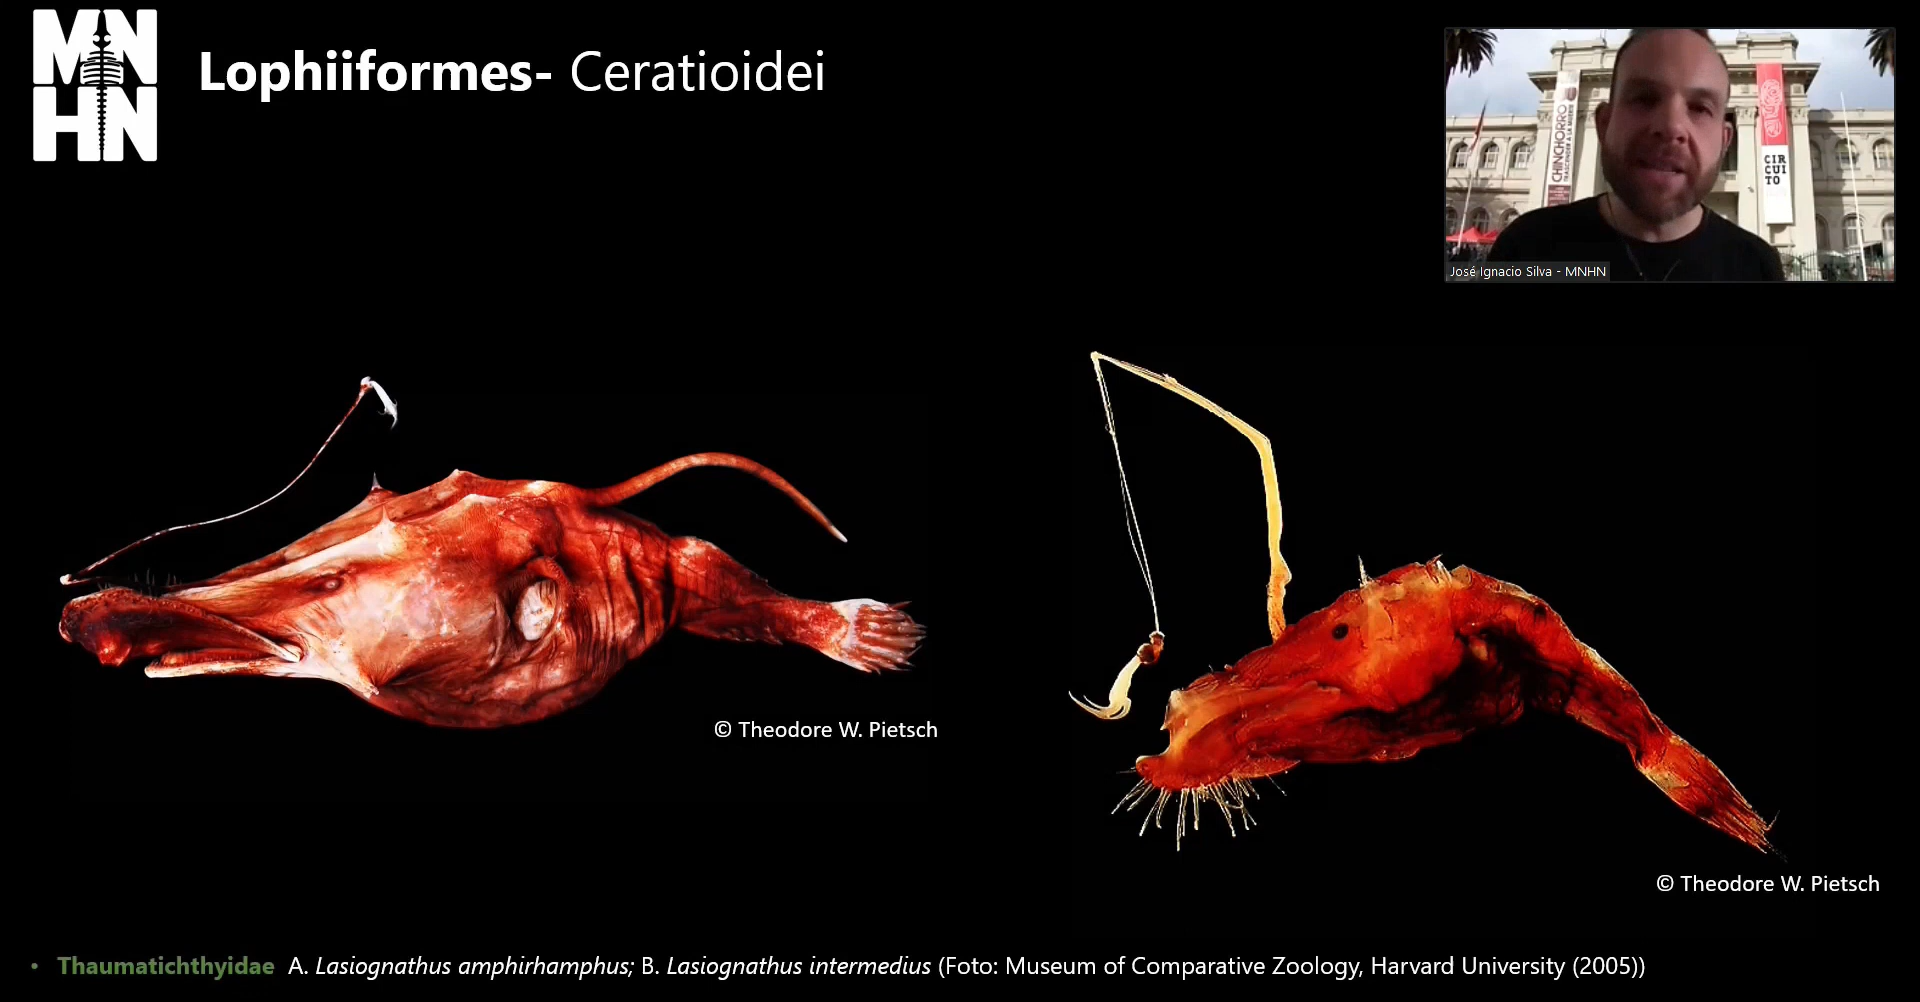 MN
HN
Lophiiformes- Ceratioidei
CHINCHORRO
CIR
CUI
TO
José Ignacio Silva - MNHN
© Theodore W. Pietsch
© Theodore W. Pietsch
• Thaumatichthyidae A. Lasiognathus amphirhamphus; B. Lasiognathus intermedius (Foto: Museum of Comparative Zoology, Harvard University (2005))